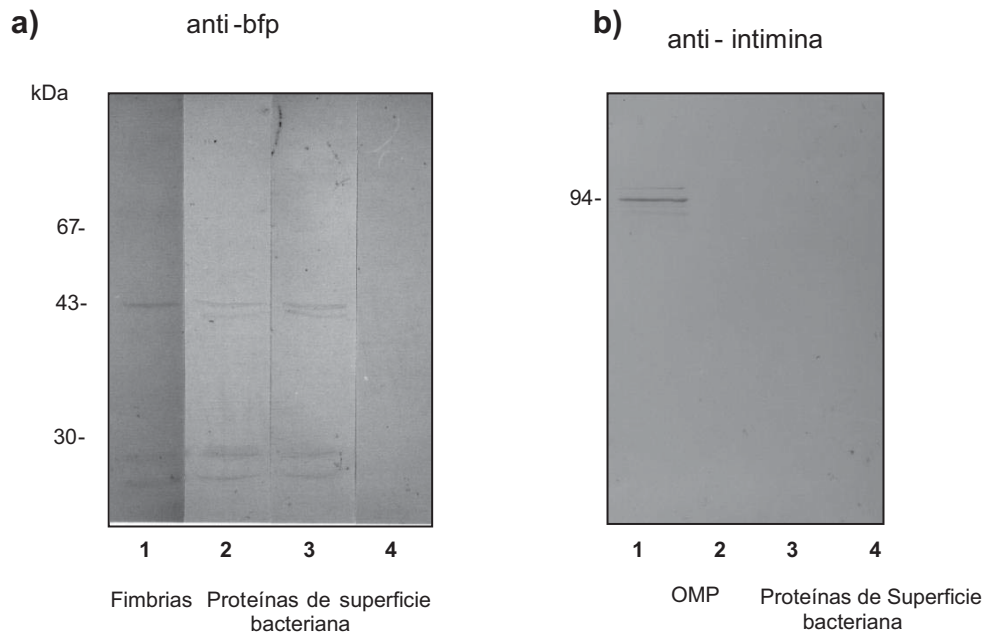 a)
anti-bfp
kDa
67-
43-
30-
1 2 3 4
Fimbrias Proteínas de superficie
bacteriana
b)
anti - intimina
94-
1 2 3 4
OMP Proteínas de Superficie
bacteriana